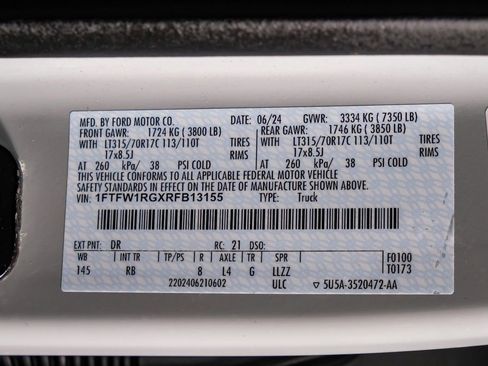 MFD. BY FORD MOTOR CO. DATE: 06/24 GVWR: 3334 KG ( 7350 LB)
FRONT GAWR: 1724 KG ( 3800 LB) REAR GAWR: 1746 KG ( 3850 LB)
WITH LT315/70R17C 113/110T TIRES WITH LT315/70R17C 113/110T TIRES
17x8.5J RIMS 17x8.5J RIMS
AT 260 kPa/ 38 PSI COLD AT 260 kPa/ 38 PSI COLD
THIS VEHICLE CONFORMS TO ALL APPLICABLE FEDERAL MOTOR VEHICLE
SAFETY AND THEFT PREVENTION STANDARDS IN EFFECT ON THE DATE OF MANUFACTURE SHOWN ABOVE.
VIN: 1FTFW1RGXRFB13155 TYPE: Truck
EXT PNT: DR RC: 21 DSO:
WB INT TR TP/PS R AXLE TR SPR F0100
145 RB 8 L4 G LLZZ T0173
2202406210602 ULC ▽ 5U5A-3520472-AA